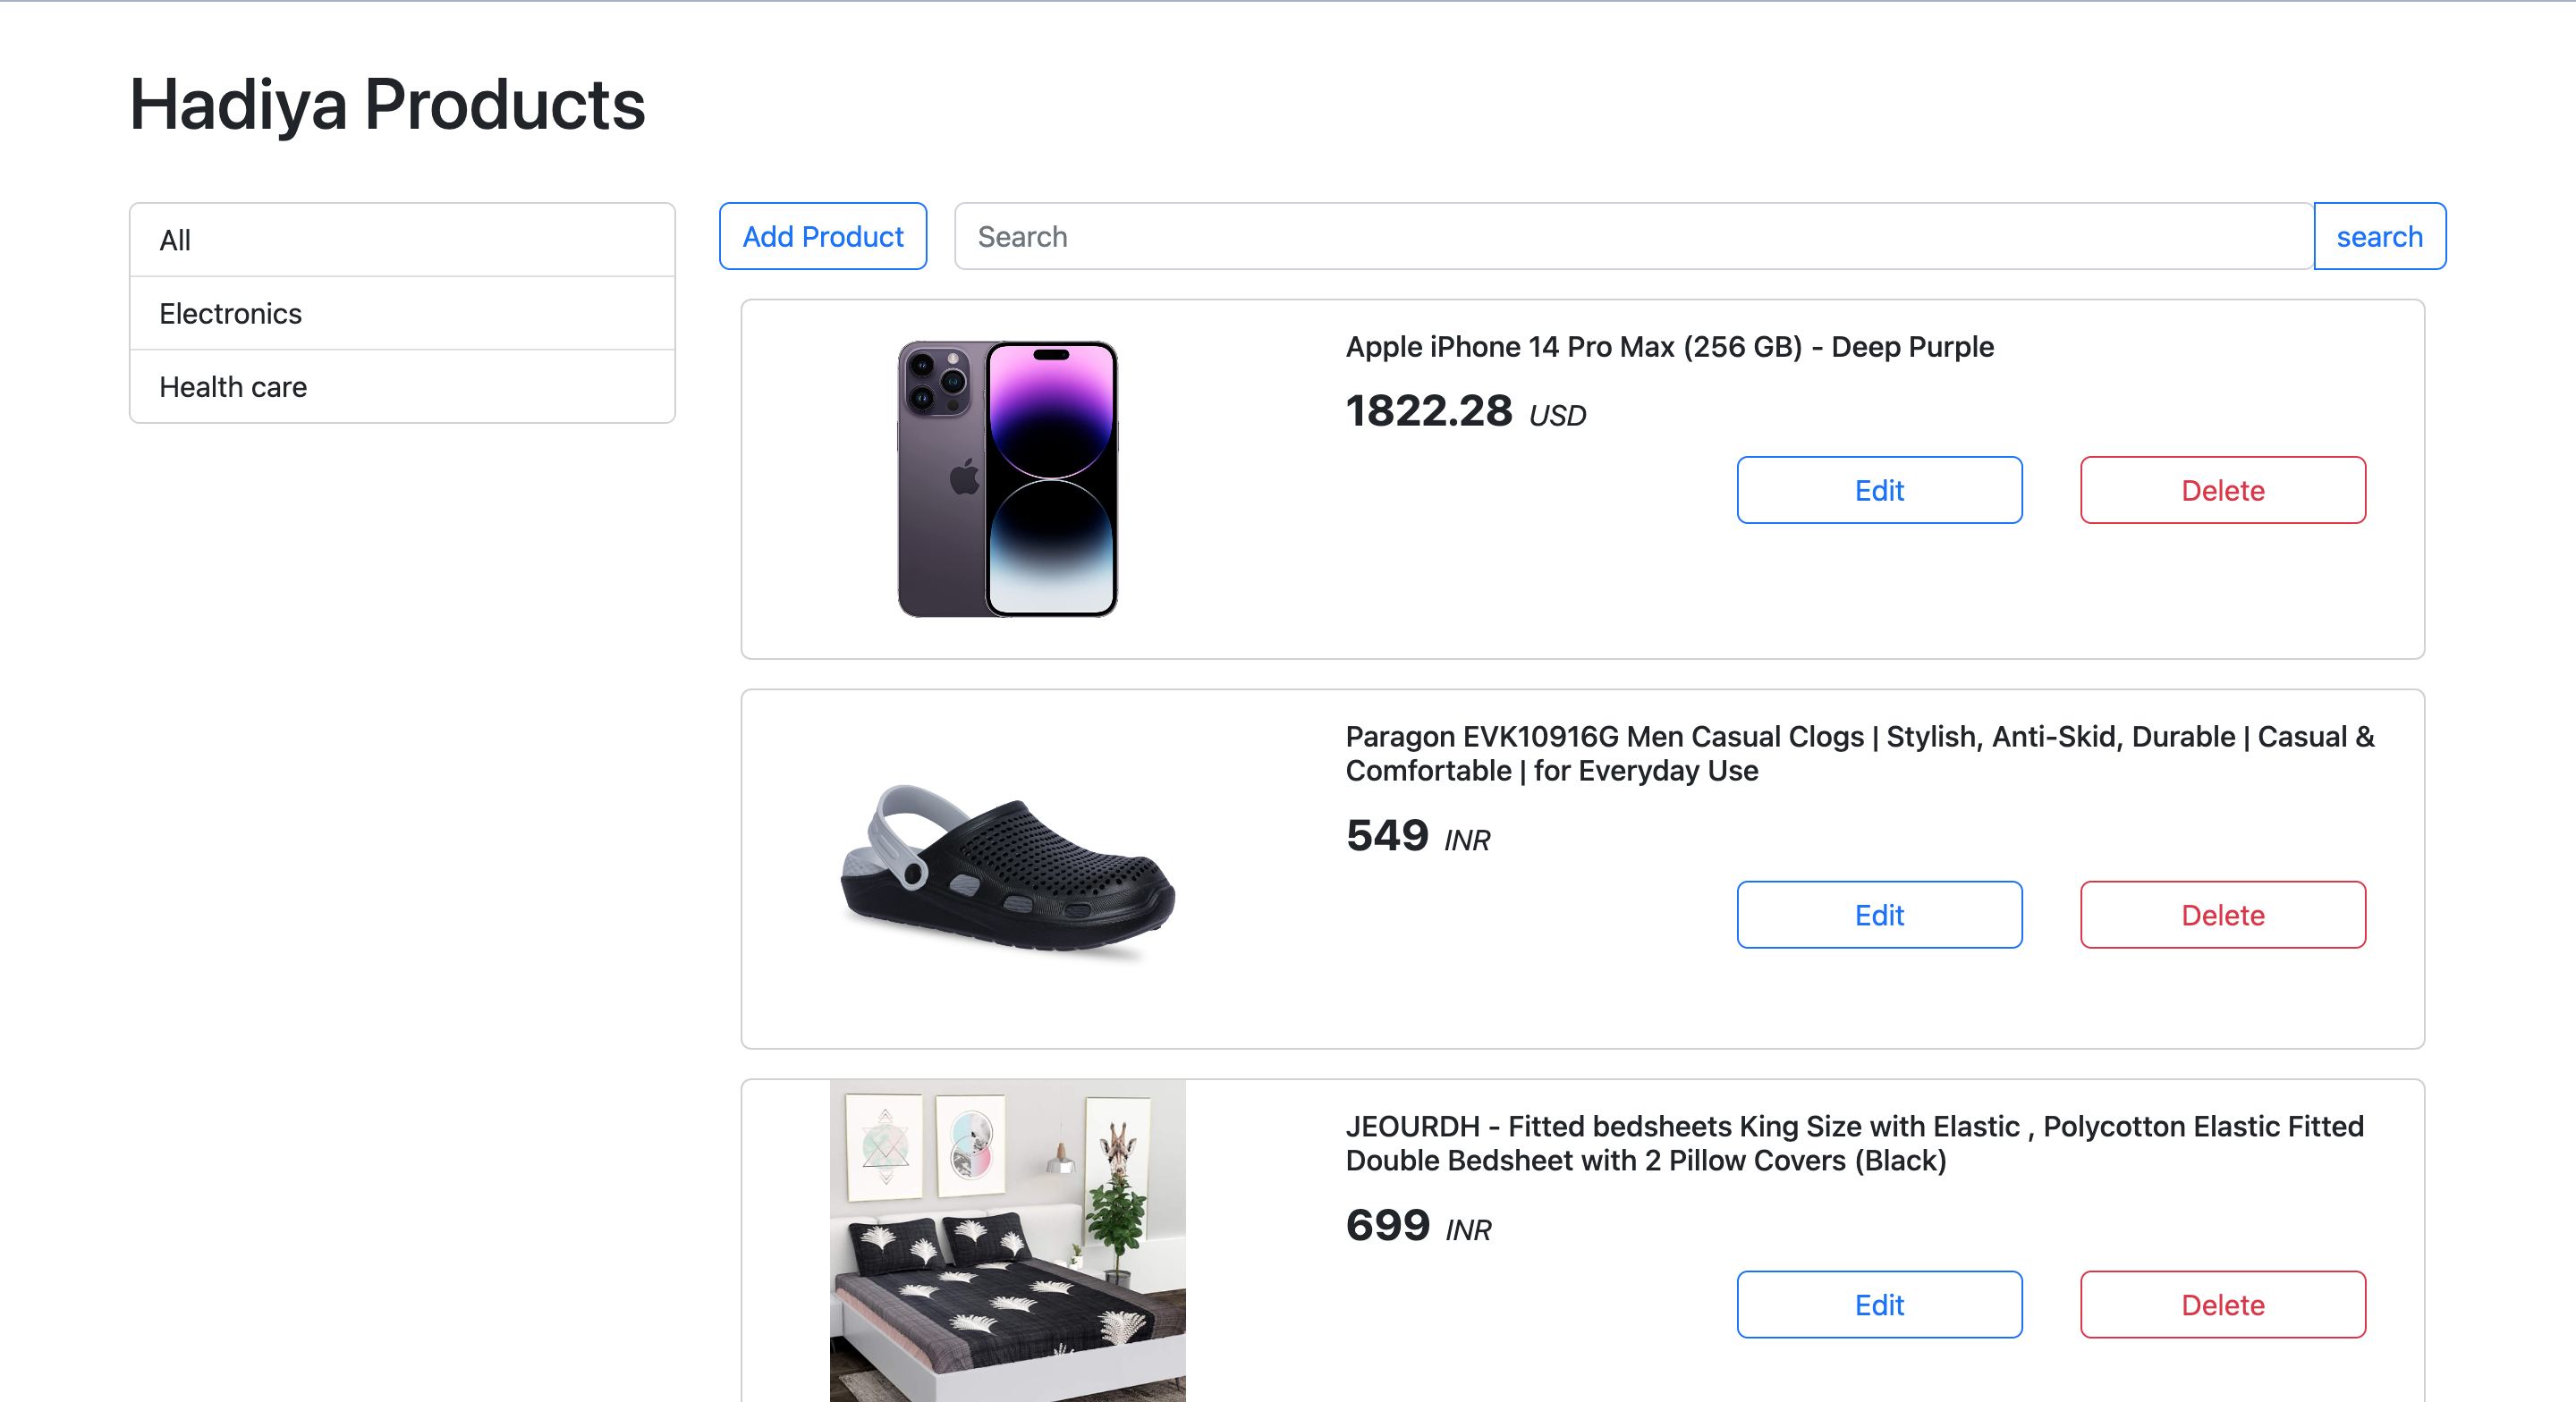 Hadiya Products
All
Electronics
Health care
Add Product
Search
search
Apple iPhone 14 Pro Max (256 GB) - Deep Purple
1822.28 USD
Edit
Delete
Paragon EVK10916G Men Casual Clogs | Stylish, Anti-Skid, Durable | Casual &
Comfortable | for Everyday Use
549 INR
Edit
Delete
JEOURDH - Fitted bedsheets King Size with Elastic , Polycotton Elastic Fitted
Double Bedsheet with 2 Pillow Covers (Black)
699 INR
Edit
Delete